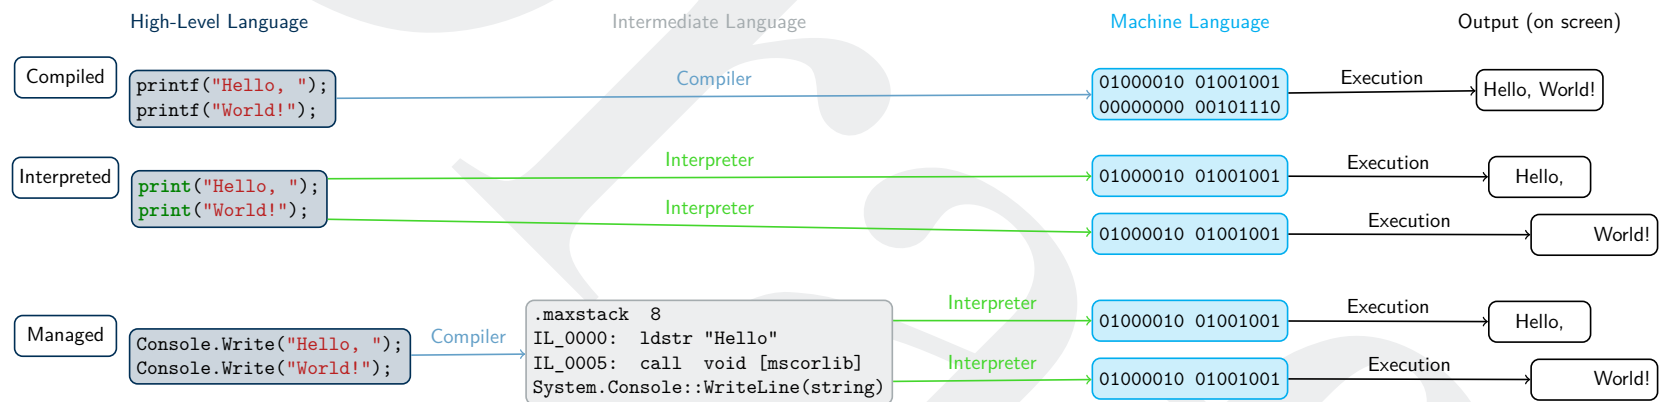 High-Level Language Intermediate Language Machine Language Output (on screen)
Compiled
printf("Hello, ");
printf("World!");
Compiler
01000010 01001001
00000000 00101110
Execution
Hello, World!
Interpreted
print("Hello, ");
print("World!");
Interpreter
01000010 01001001
Execution
Hello,
Interpreter
01000010 01001001
Execution
World!
Managed
Console.Write("Hello, ");
Console.Write("World!");
Compiler
.maxstack 8
IL_0000: ldstr "Hello"
IL_0005: call void [mscorlib]
System.Console::WriteLine(string)
Interpreter
01000010 01001001
Execution
Hello,
Interpreter
01000010 01001001
Execution
World!